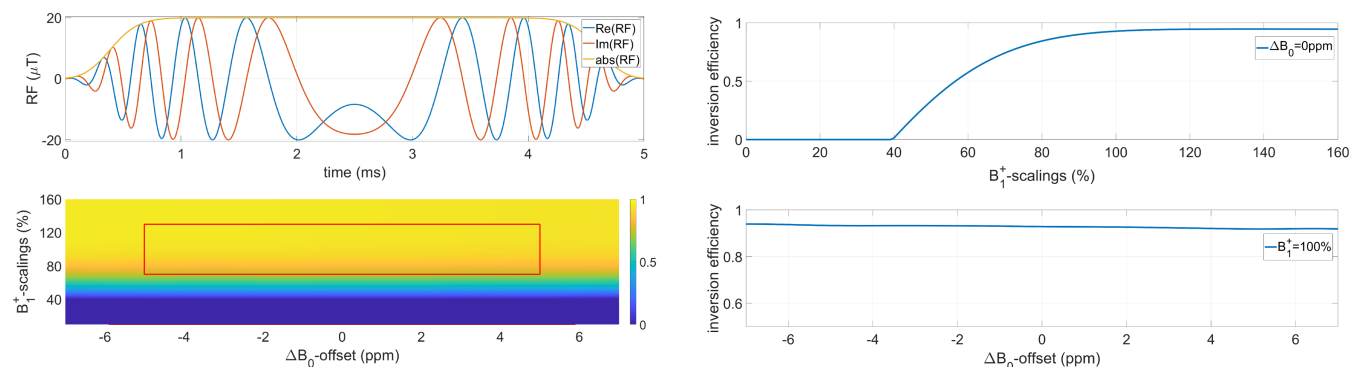 20
0
-20
RF (μT)
Re(RF)
Im(RF)
abs(RF)
0 1 2 3 4 5
time (ms)
1
0.5
0
inversion efficiency
ΔB0=0ppm
0 20 40 60 80 100 120 140 160
B1+-scalings (%)
160
120
80
40
B1+-scalings (%)
1
0.5
0
-6 -4 -2 0 2 4 6
ΔB0-offset (ppm)
1
0.8
0.6
inversion efficiency
B1+=100%
-6 -4 -2 0 2 4 6
ΔB0-offset (ppm)